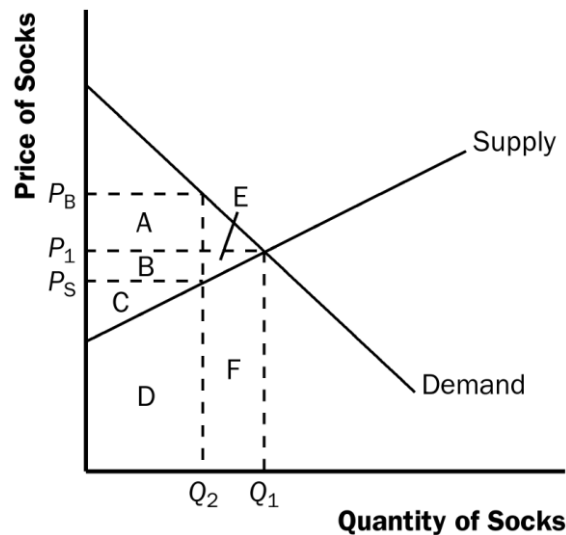 Price of Socks
Supply
P_B
E
A
P_1
B
P_S
C
F
D
Demand
Q_2
Q_1
Quantity of Socks